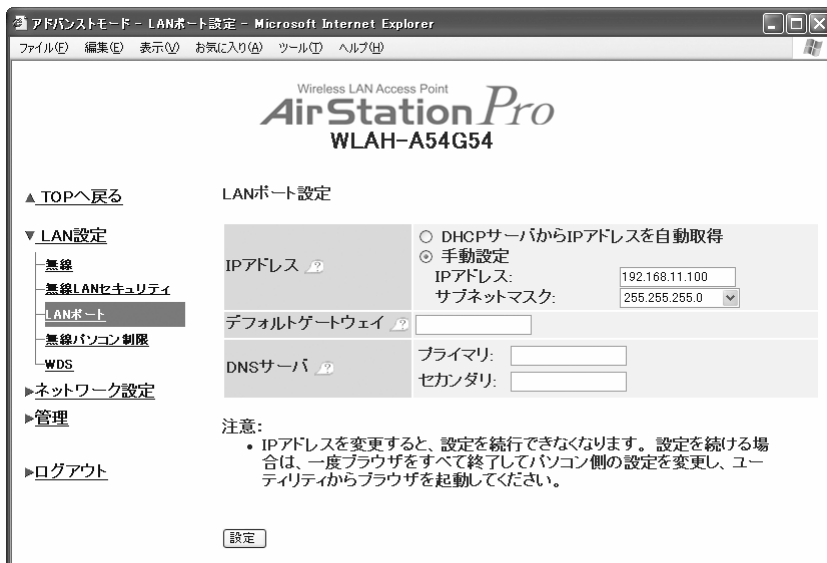 アドバンストモード - LANポート設定 - Microsoft Internet Explorer
ファイル(F) 編集(E) 表示(V) お気に入り(A) ツール(T) ヘルプ(H)
Wireless LAN Access Point
AirStation Pro
WLAH-A54G54
▲ TOPへ戻る
▼ LAN設定
無線
無線LANセキュリティ
LANポート
無線パソコン制限
WDS
▶ネットワーク設定
▶管理
▶ログアウト
LANポート設定
IPアドレス ?
DHCPサーバからIPアドレスを自動取得
手動設定
IPアドレス: 192.168.11.100
サブネットマスク: 255.255.255.0
デフォルトゲートウェイ ?
DNSサーバ ?
プライマリ:
セカンダリ:
注意:
• IPアドレスを変更すると、設定を続行できなくなります。設定を続ける場
合は、一度ブラウザをすべて終了してパソコン側の設定を変更し、ユー
ティリティからブラウザを起動してください。
設定